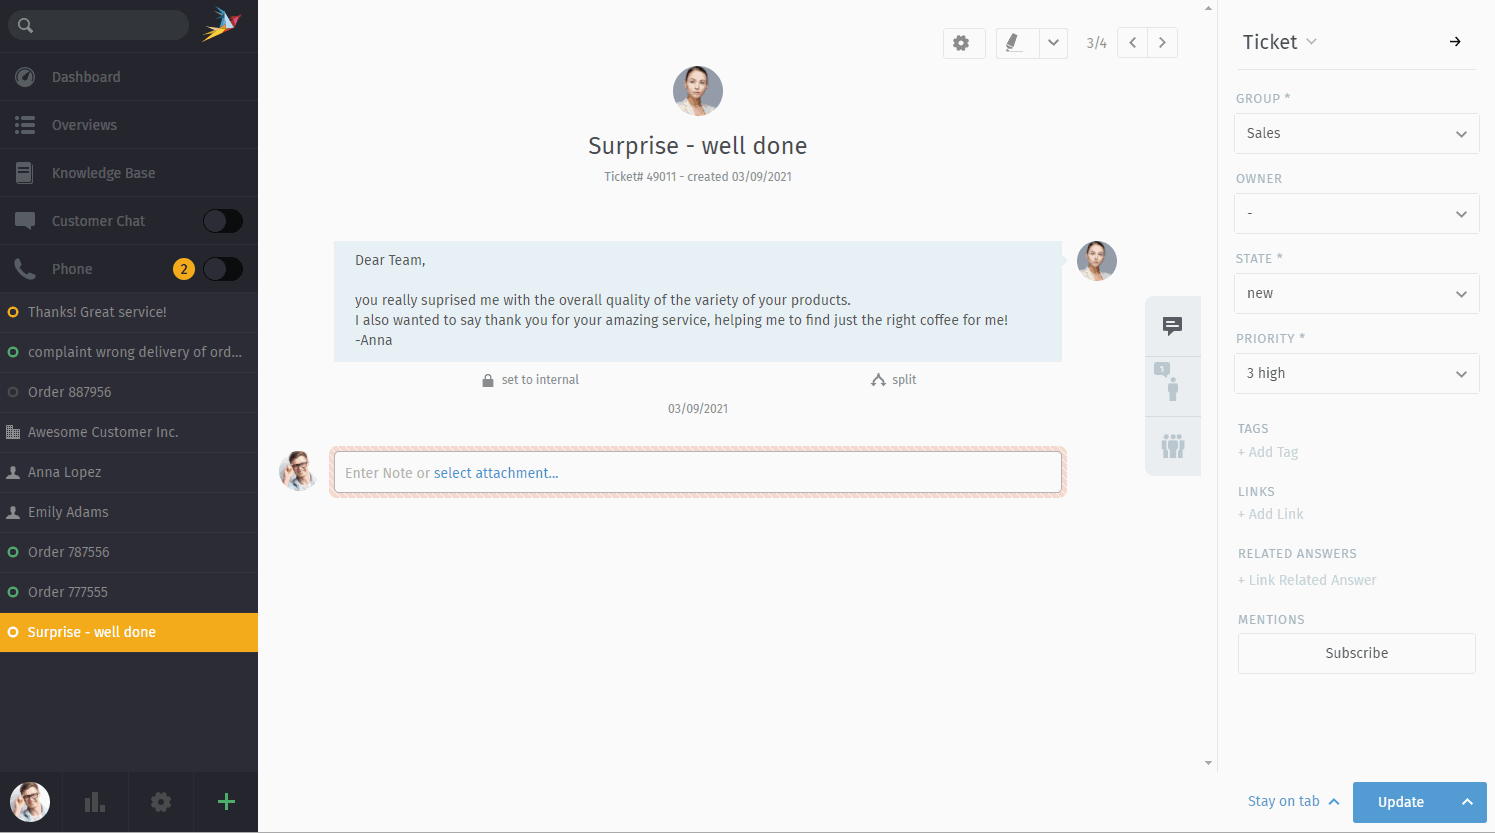 Dashboard
Overviews
Knowledge Base
Customer Chat
Phone 2
Thanks! Great service!
complaint wrong delivery of ord...
Order 887956
Awesome Customer Inc.
Anna Lopez
Emily Adams
Order 787556
Order 777555
Surprise - well done
3/4
Surprise - well done
Ticket# 49011 - created 03/09/2021
Dear Team,
you really suprised me with the overall quality of the variety of your products.
I also wanted to say thank you for your amazing service, helping me to find just the right coffee for me!
-Anna
set to internal
split
03/09/2021
Enter Note or select attachment...
1
Ticket
GROUP *
Sales
OWNER
-
STATE *
new
PRIORITY *
3 high
TAGS
+ Add Tag
LINKS
+ Add Link
RELATED ANSWERS
+ Link Related Answer
MENTIONS
Subscribe
Stay on tab
Update